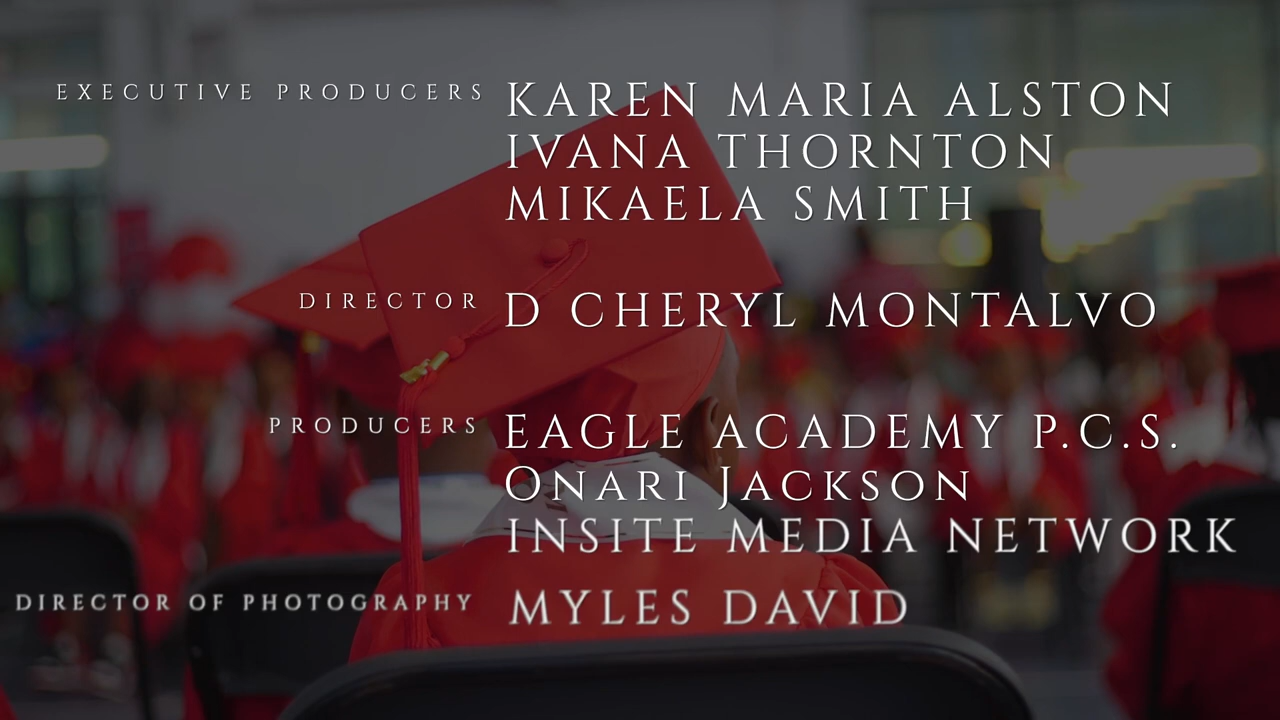 EXECUTIVE PRODUCERS KAREN MARIA ALSTON
IVANA THORNTON
MIKAELA SMITH
DIRECTOR D CHERYL MONTALVO
PRODUCERS EAGLE ACADEMY P.C.S.
ONARI JACKSON
INSITE MEDIA NETWORK
DIRECTOR OF PHOTOGRAPHY MYLES DAVID